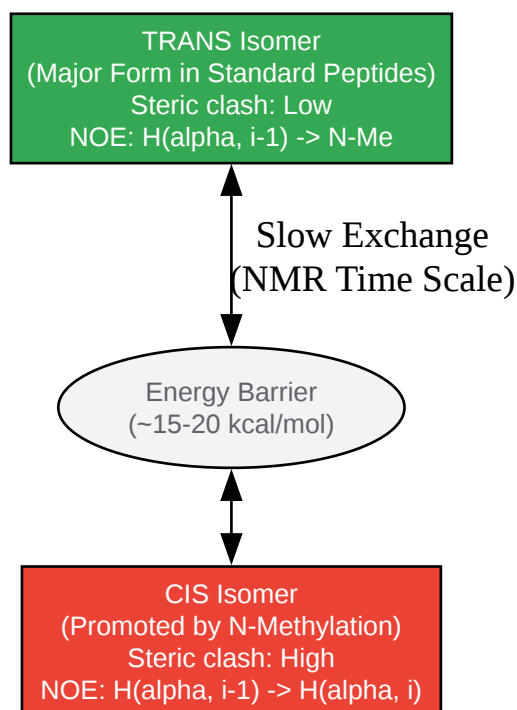 TRANS Isomer
(Major Form in Standard Peptides)
Steric clash: Low
NOE: H(alpha, i-1) -> N-Me
Slow Exchange
(NMR Time Scale)
Energy Barrier
(~15-20 kcal/mol)
CIS Isomer
(Promoted by N-Methylation)
Steric clash: High
NOE: H(alpha, i-1) -> H(alpha, i)